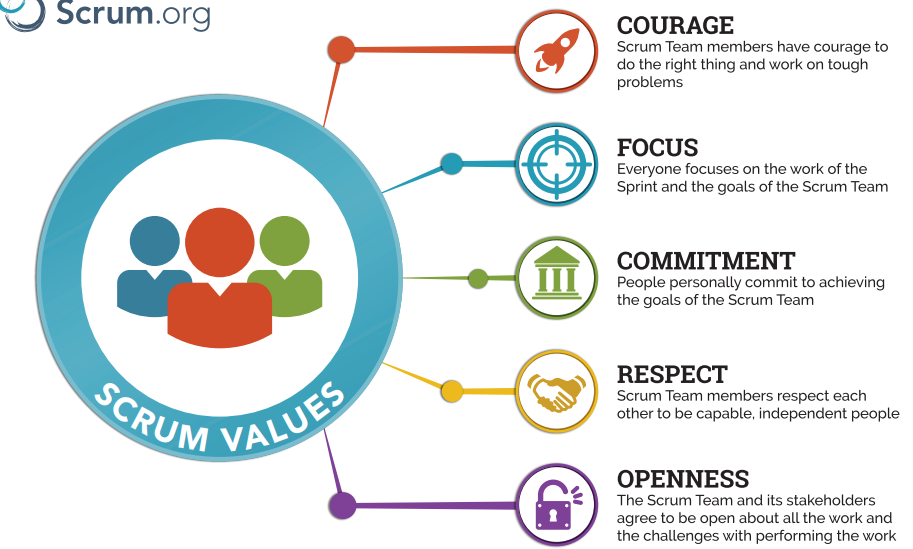 Scrum.org
COURAGE
Scrum Team members have courage to
do the right thing and work on tough
problems
FOCUS
Everyone focuses on the work of the
Sprint and the goals of the Scrum Team
COMMITMENT
People personally commit to achieving
the goals of the Scrum Team
RESPECT
Scrum Team members respect each
other to be capable, independent people
OPENNESS
The Scrum Team and its stakeholders
agree to be open about all the work and
the challenges with performing the work
SCRUM VALUES